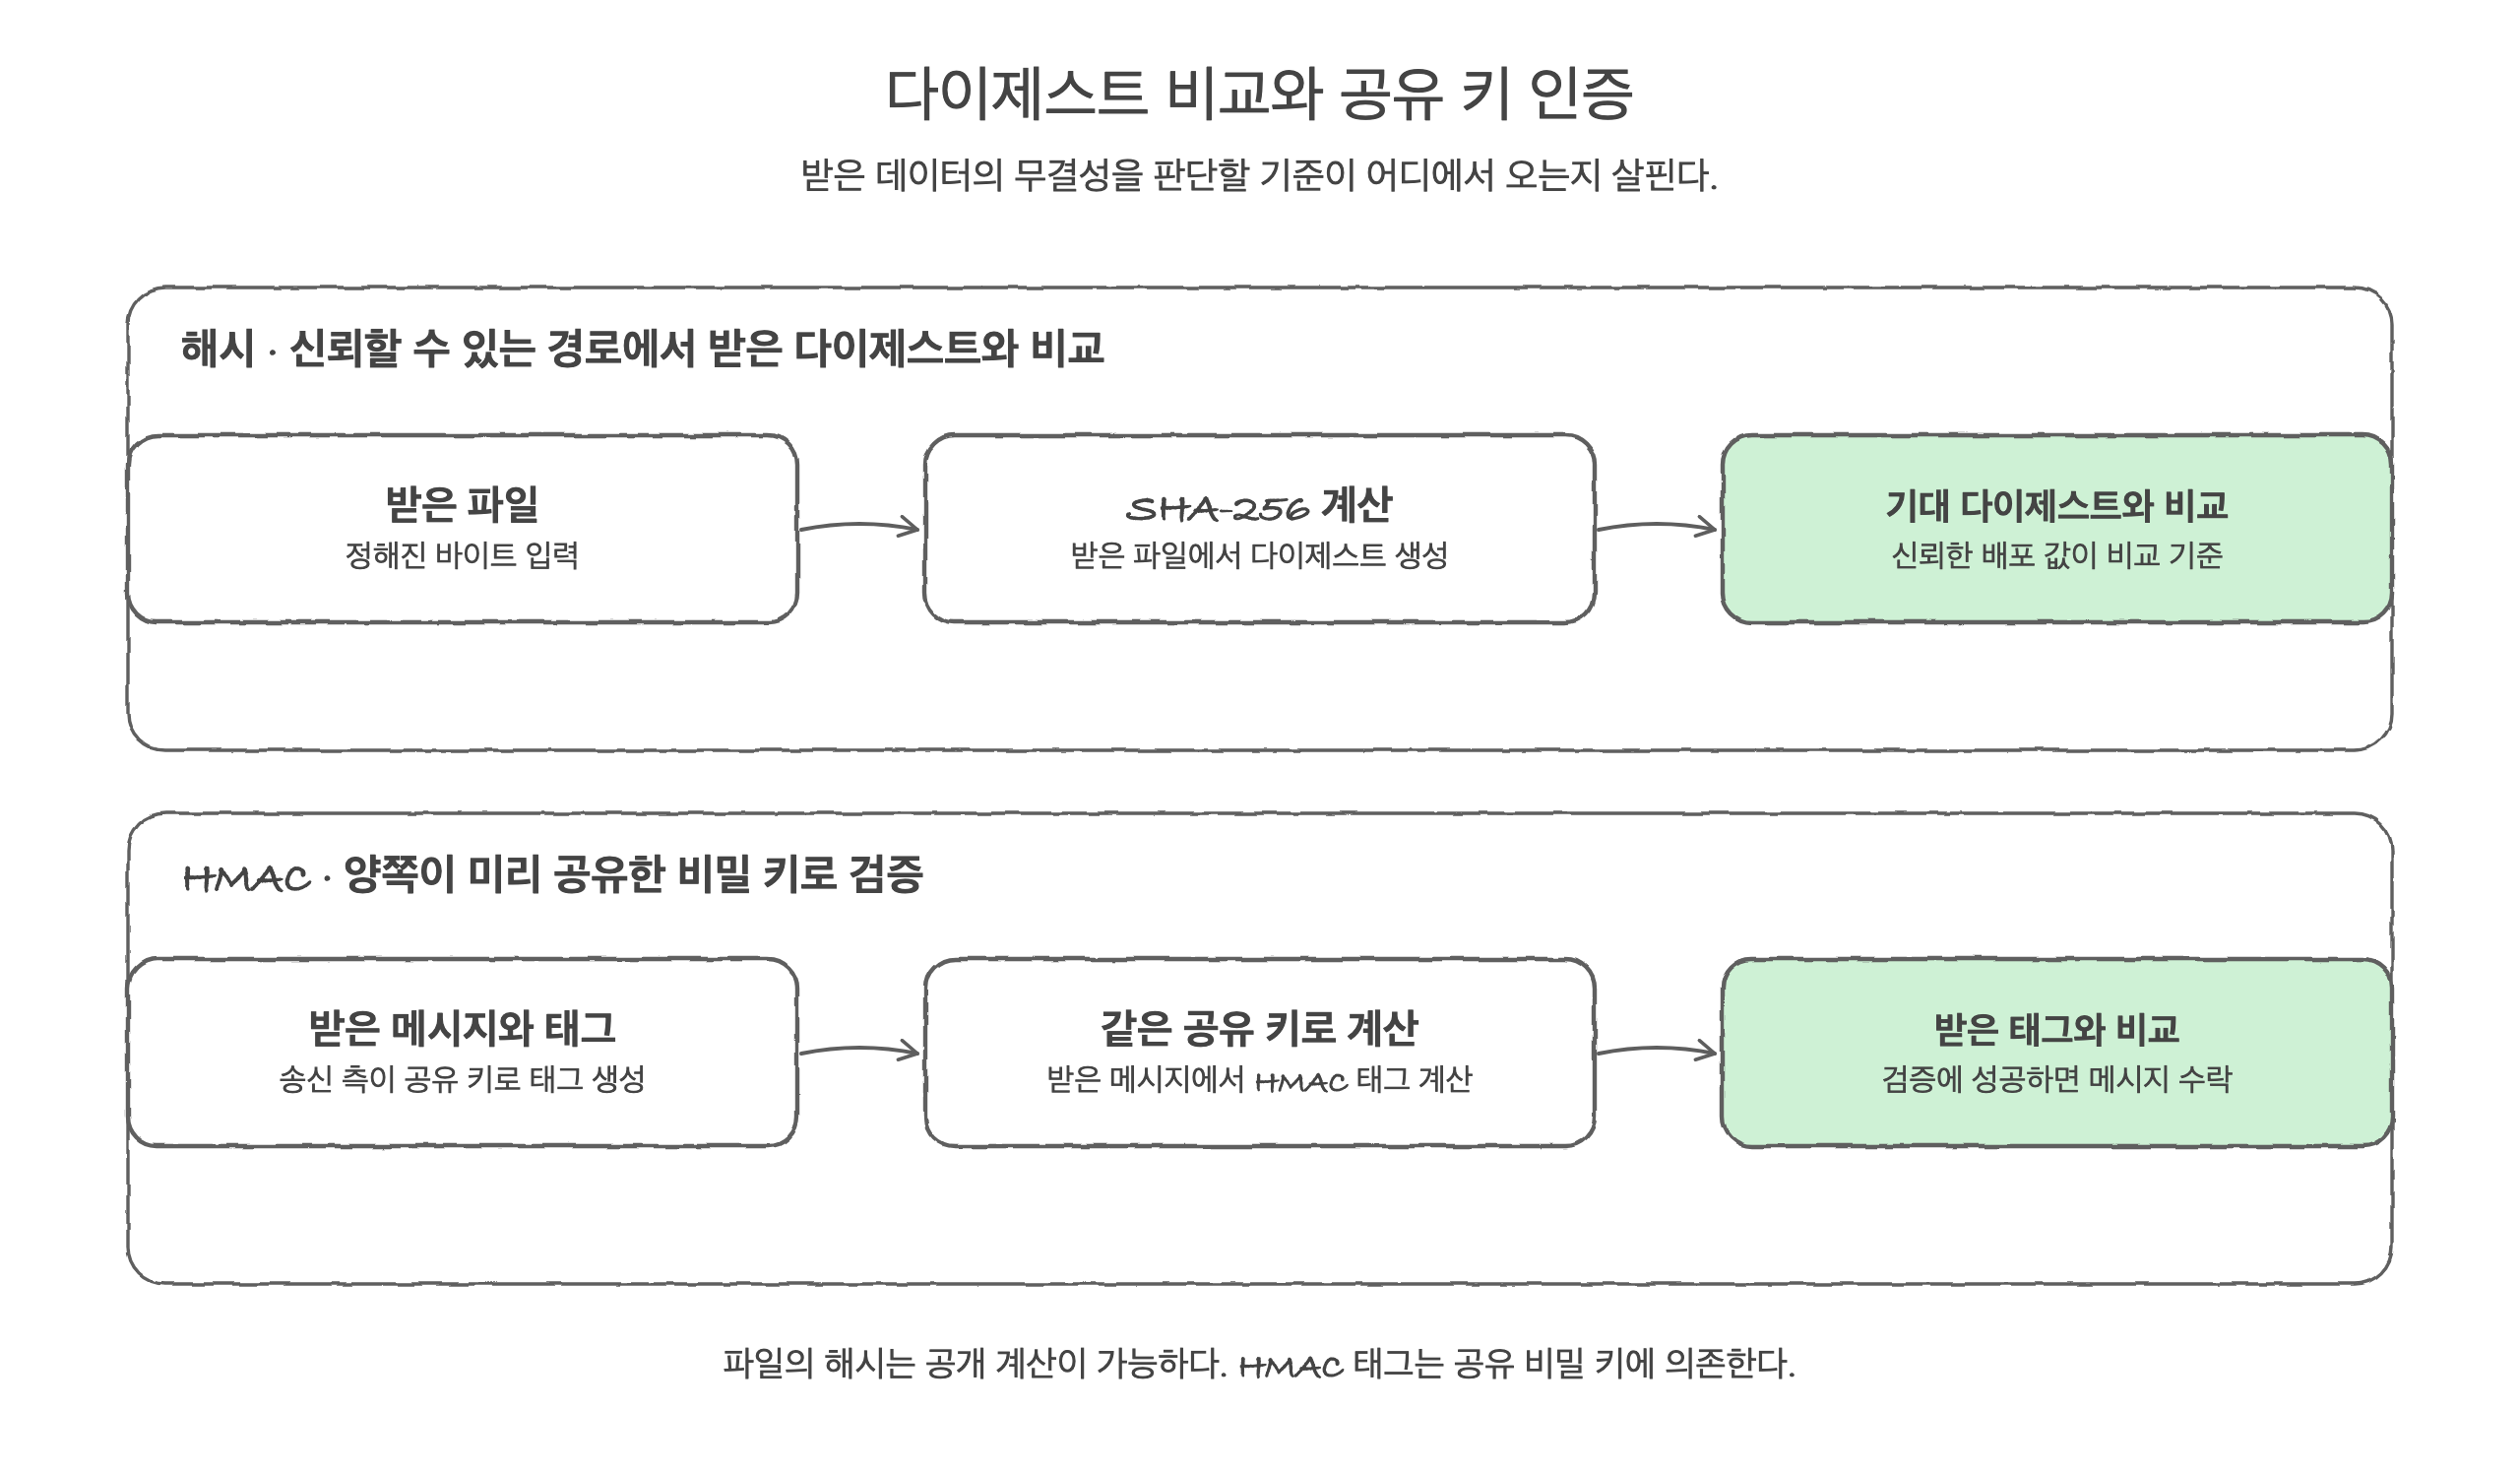 다이제스트 비교와 공유 키 인증
받은 데이터의 무결성을 판단할 기준이 어디에서 오는지 살핀다.
해시 · 신뢰할 수 있는 경로에서 받은 다이제스트와 비교
받은 파일
정해진 바이트 입력
SHA-256 계산
받은 파일에서 다이제스트 생성
기대 다이제스트와 비교
신뢰한 배포 값이 비교 기준
HMAC · 양쪽이 미리 공유한 비밀 키로 검증
받은 메시지와 태그
송신 측이 공유 키로 태그 생성
같은 공유 키로 계산
받은 메시지에서 HMAC 태그 계산
받은 태그와 비교
검증에 성공하면 메시지 수락
파일의 해시는 공개 계산이 가능하다. HMAC 태그는 공유 비밀 키에 의존한다.